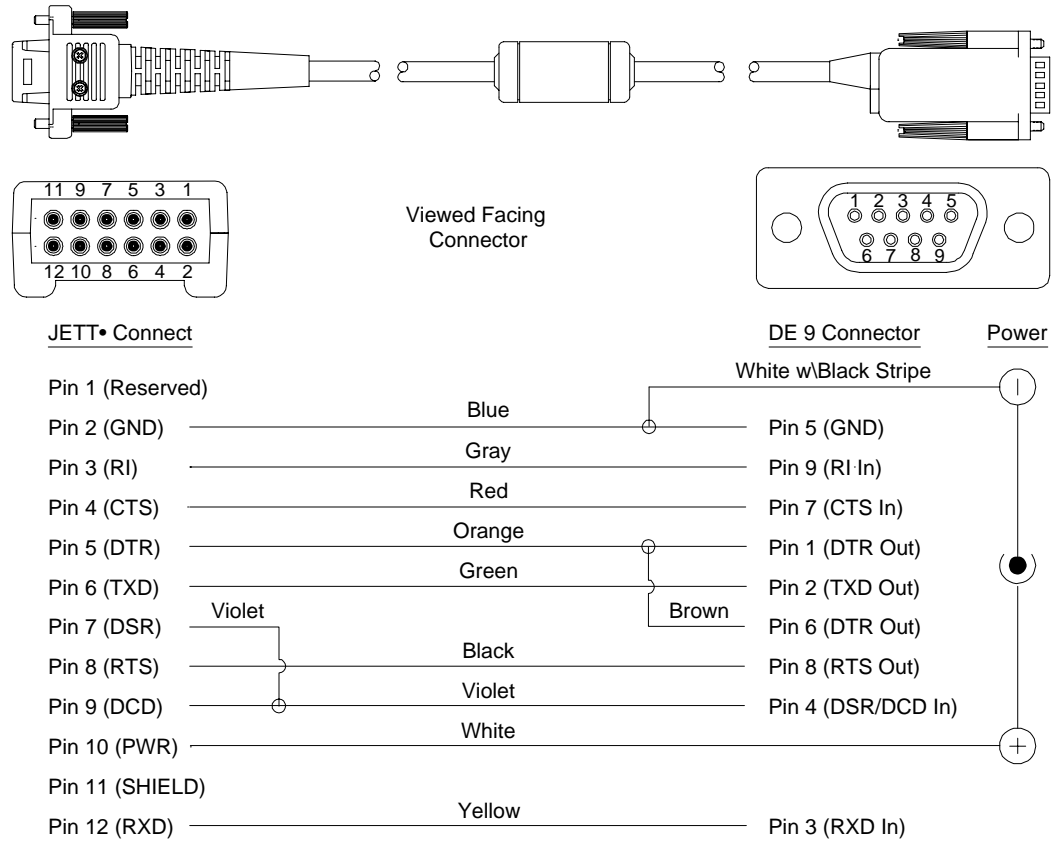 11 9 7 5 3 1
12 10 8 6 4 2
Viewed Facing
Connector
1 2 3 4 5
6 7 8 9
JETT• Connect
DE 9 Connector
Power
White w\Black Stripe
Pin 1 (Reserved)
Pin 2 (GND)
Blue
Pin 5 (GND)
Pin 3 (RI)
Gray
Pin 9 (RI In)
Pin 4 (CTS)
Red
Pin 7 (CTS In)
Pin 5 (DTR)
Orange
Pin 1 (DTR Out)
Pin 6 (TXD)
Green
Pin 2 (TXD Out)
Pin 7 (DSR)
Violet
Brown
Pin 6 (DTR Out)
Pin 8 (RTS)
Black
Pin 8 (RTS Out)
Pin 9 (DCD)
Violet
Pin 4 (DSR/DCD In)
Pin 10 (PWR)
White
Pin 11 (SHIELD)
Pin 12 (RXD)
Yellow
Pin 3 (RXD In)